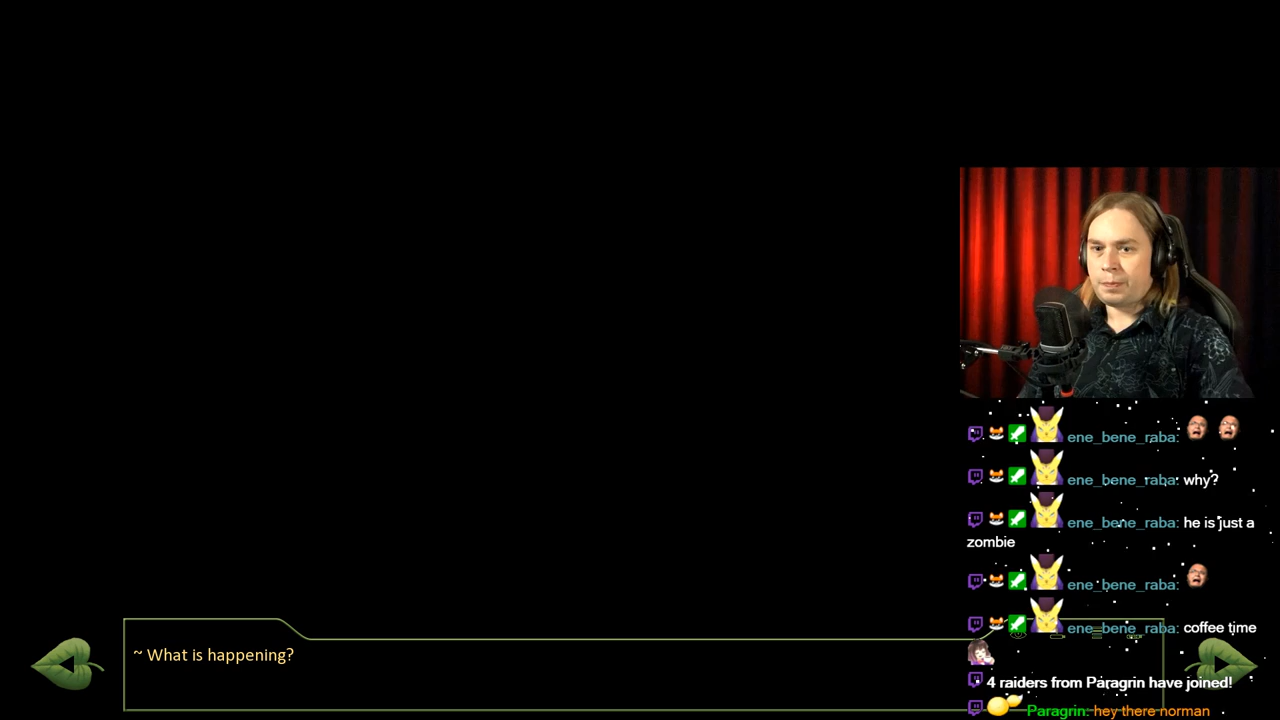 ene_bene_raba:
ene_bene_raba: why?
ene_bene_raba: he is just a
zombie
ene_bene_raba:
ene_bene_raba: coffee time
~ What is happening?
4 raiders from Paragrin have joined!
Paragrin: hey there norman